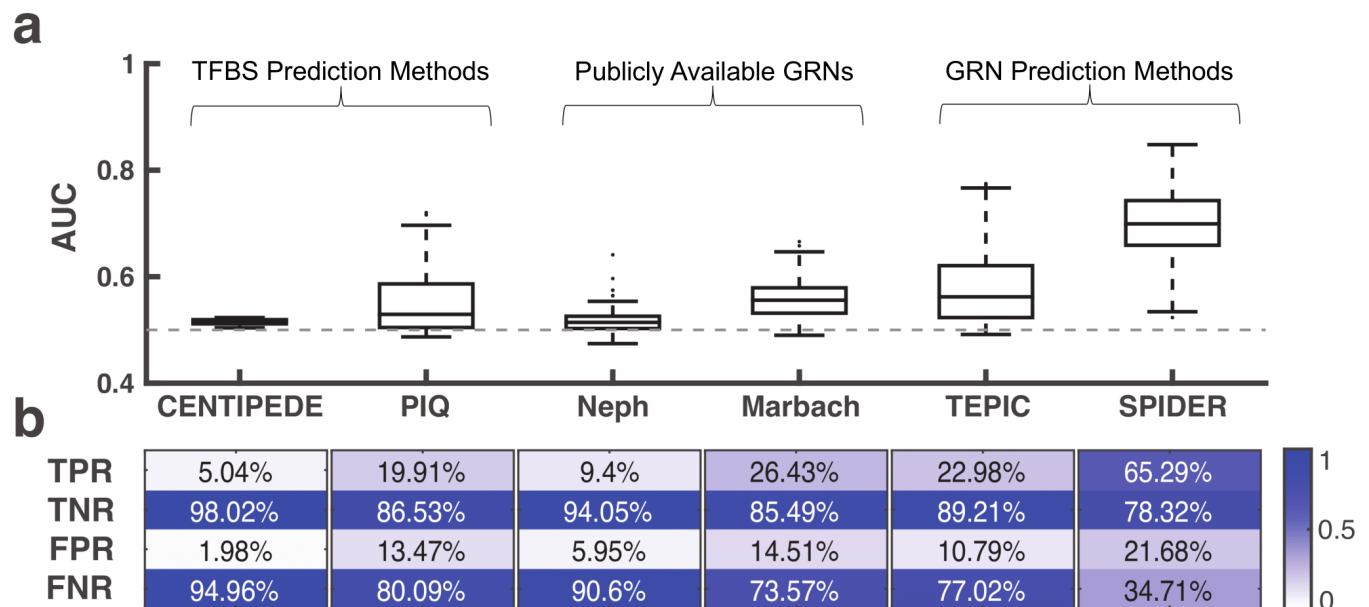 a
TFBS Prediction Methods Publicly Available GRNs GRN Prediction Methods
1
0.8
0.6
0.4
AUC
CENTIPEDE PIQ Neph Marbach TEPIC SPIDER
b
TPR 5.04% 19.91% 9.4% 26.43% 22.98% 65.29%
TNR 98.02% 86.53% 94.05% 85.49% 89.21% 78.32%
FPR 1.98% 13.47% 5.95% 14.51% 10.79% 21.68%
FNR 94.96% 80.09% 90.6% 73.57% 77.02% 34.71%
1
0.5
0